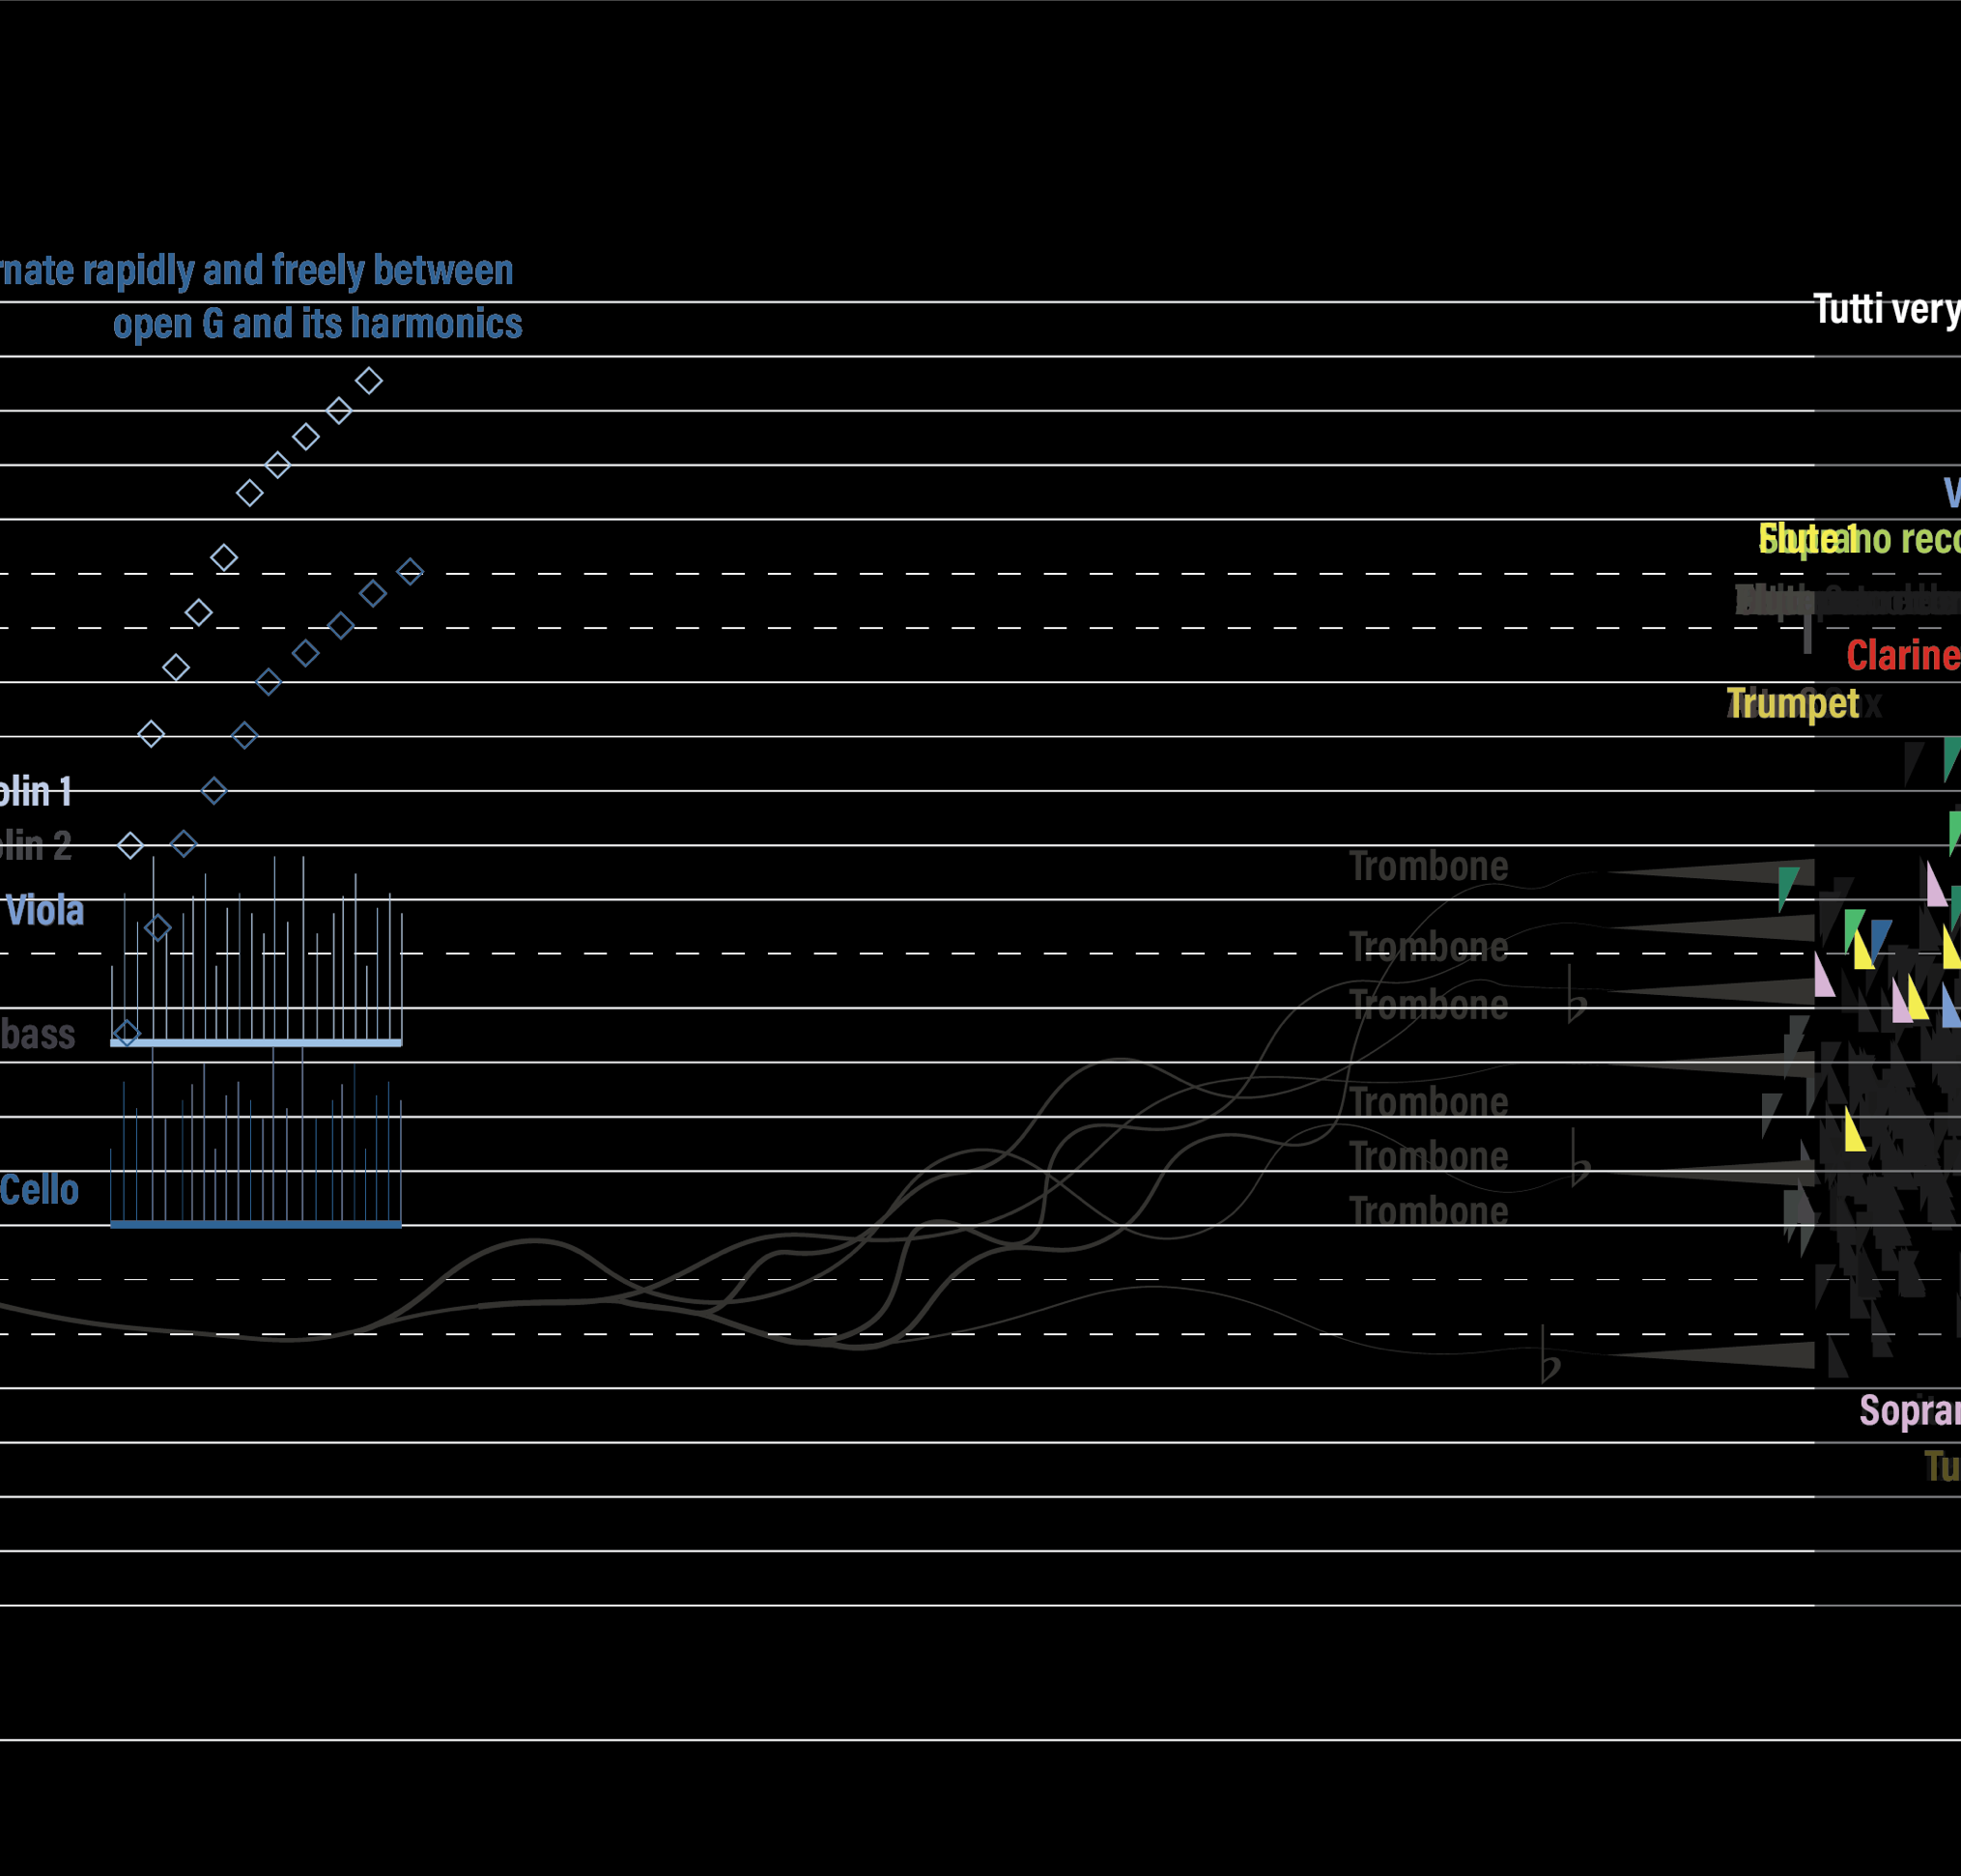 rnate rapidly and freely between
open G and its harmonics
Tutti very
V
Flute 1
Soprano reco
Clarine
Trumpet
olin 1
olin 2
Viola
bass
Cello
Trombone
Trombone
Trombone
Trombone
Trombone
Trombone
Sopra
Tu